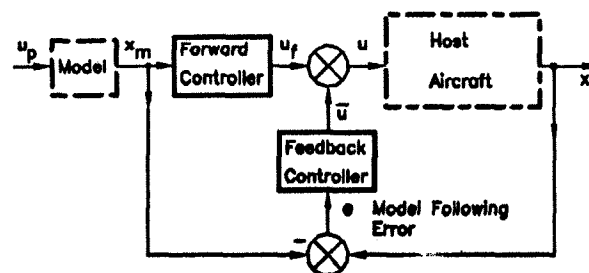 u_p
Model
x_m
Forward
Controller
u_f
u
Host
Aircraft
x
ū
Feedback
Controller
e Model Following
Error
−